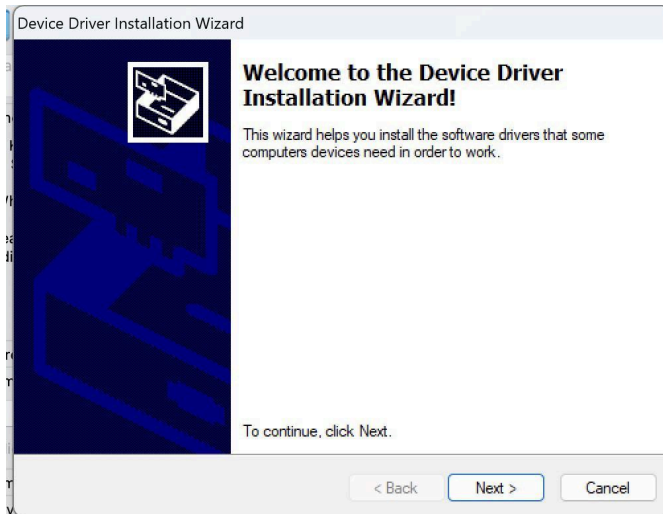 Device Driver Installation Wizard
Welcome to the Device Driver
Installation Wizard!
This wizard helps you install the software drivers that some
computers devices need in order to work.
To continue, click Next.
< Back
Next >
Cancel